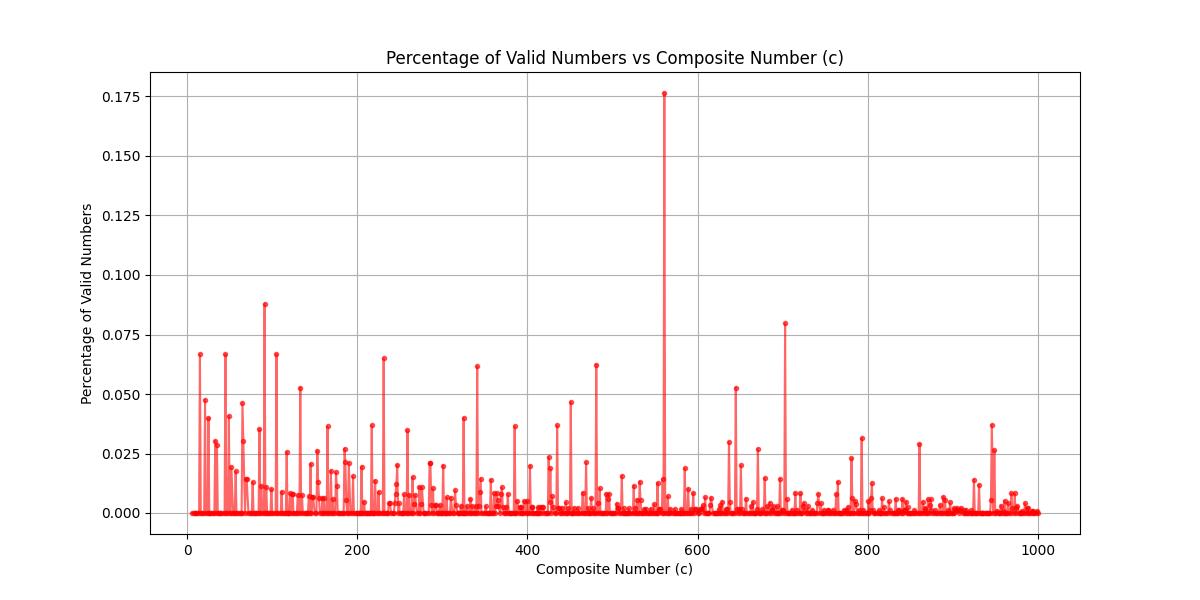 Percentage of Valid Numbers vs Composite Number (c)
0.175
0.150
0.125
0.100
0.075
0.050
0.025
0.000
Percentage of Valid Numbers
0 200 400 600 800 1000
Composite Number (c)